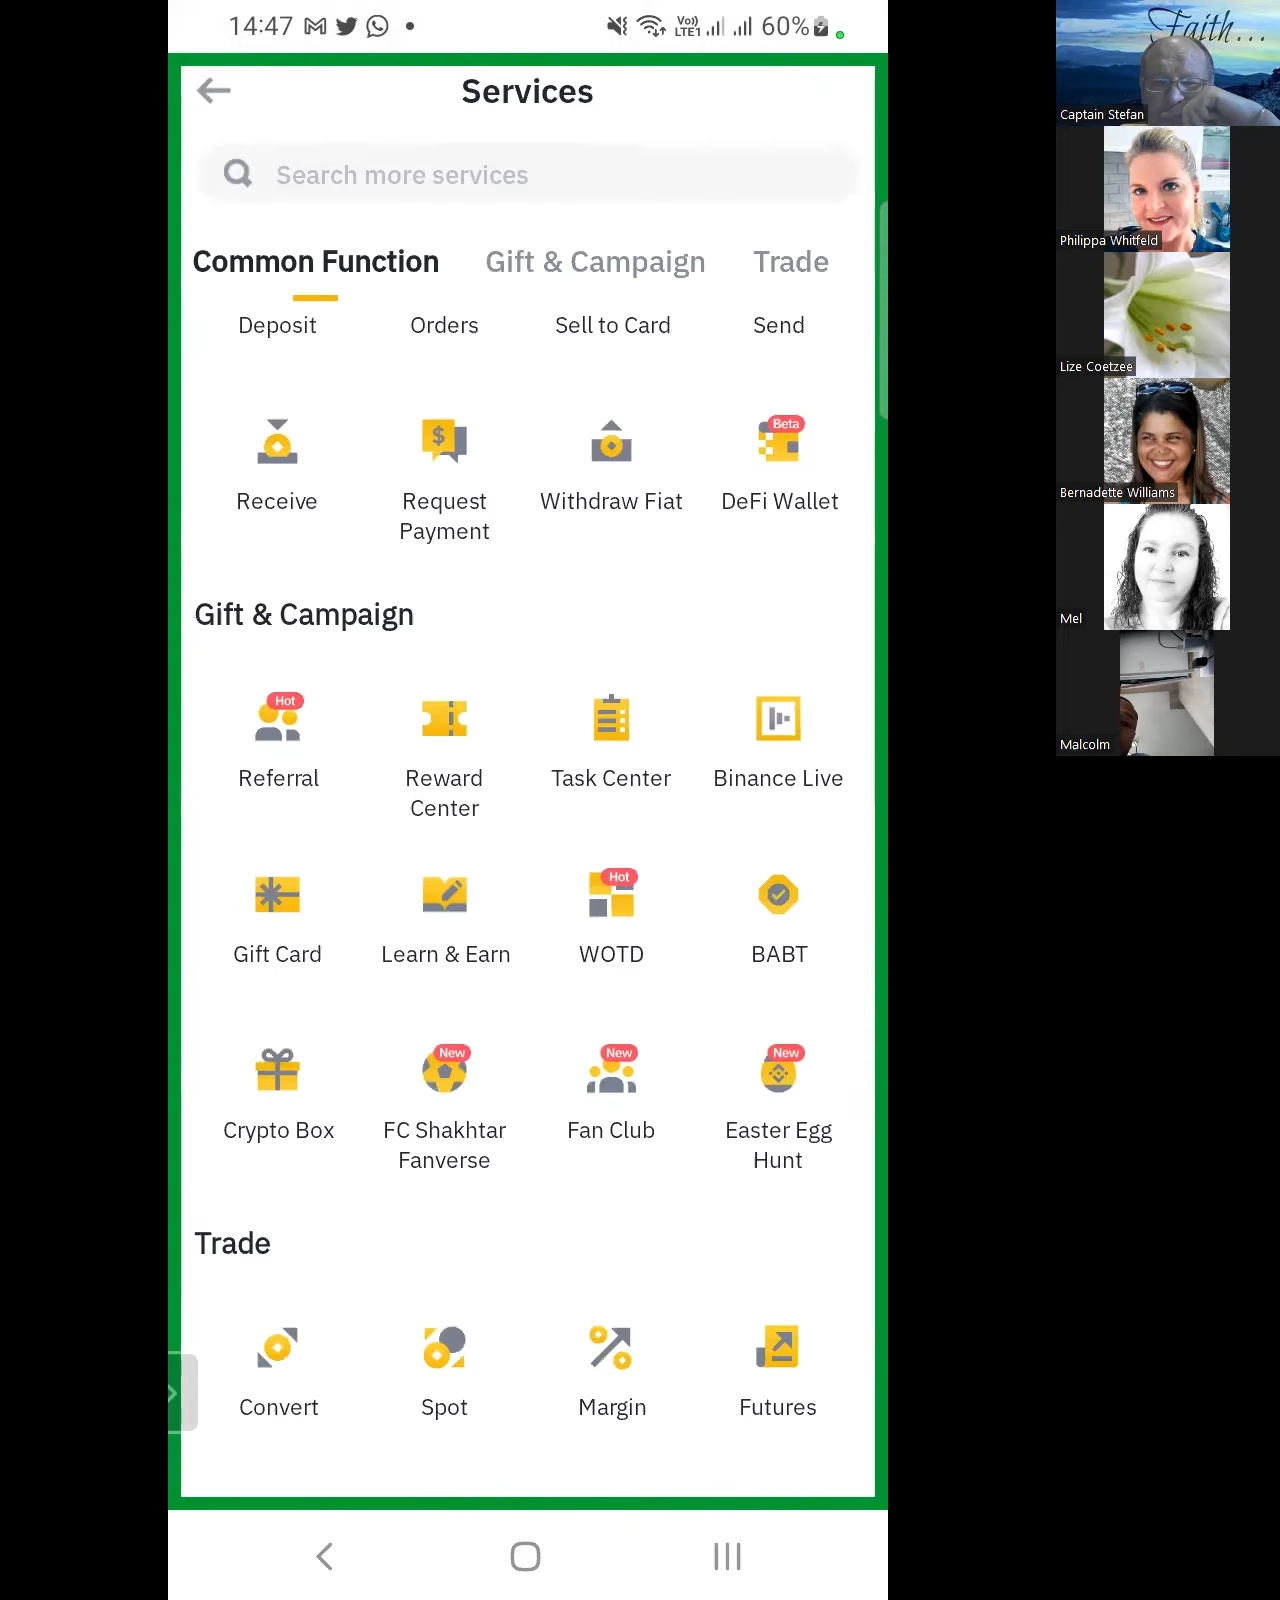 14:47
Vo))
LTE1
60%
Services
Search more services
Common Function Gift & Campaign Trade
Deposit Orders Sell to Card Send
Beta
Receive Request Payment Withdraw Fiat DeFi Wallet
Gift & Campaign
Hot
Referral Reward Center Task Center Binance Live
Hot
Gift Card Learn & Earn WOTD BABT
New New New
Crypto Box FC Shakhtar Fanverse Fan Club Easter Egg Hunt
Trade
Convert Spot Margin Futures
Faith...
Captain Stefan
Philippa Whitfeld
Lize Coetzee
Bernadette Williams
Mel
Malcolm